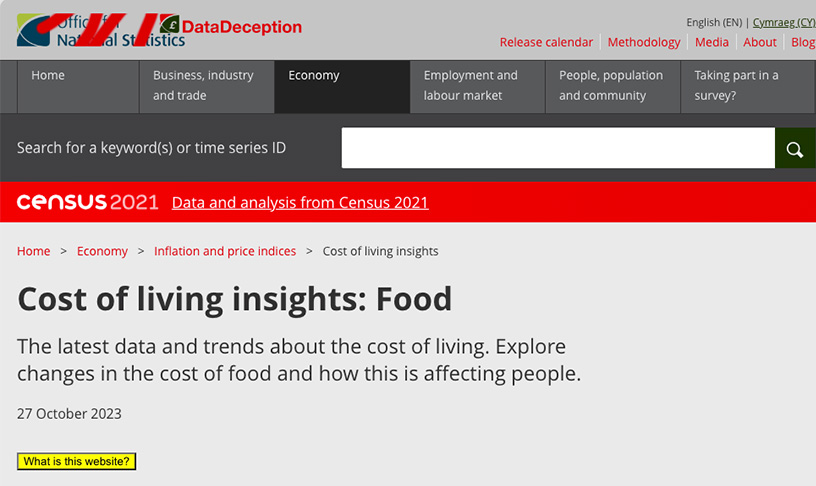 Office for
National Statistics
£ DataDeception
English (EN) | Cymraeg (CY)
Release calendar Methodology Media About Blog
Home
Business, industry and trade
Economy
Employment and labour market
People, population and community
Taking part in a survey?
Search for a keyword(s) or time series ID
census 2021 Data and analysis from Census 2021
Home > Economy > Inflation and price indices > Cost of living insights
Cost of living insights: Food
The latest data and trends about the cost of living. Explore
changes in the cost of food and how this is affecting people.
27 October 2023
What is this website?